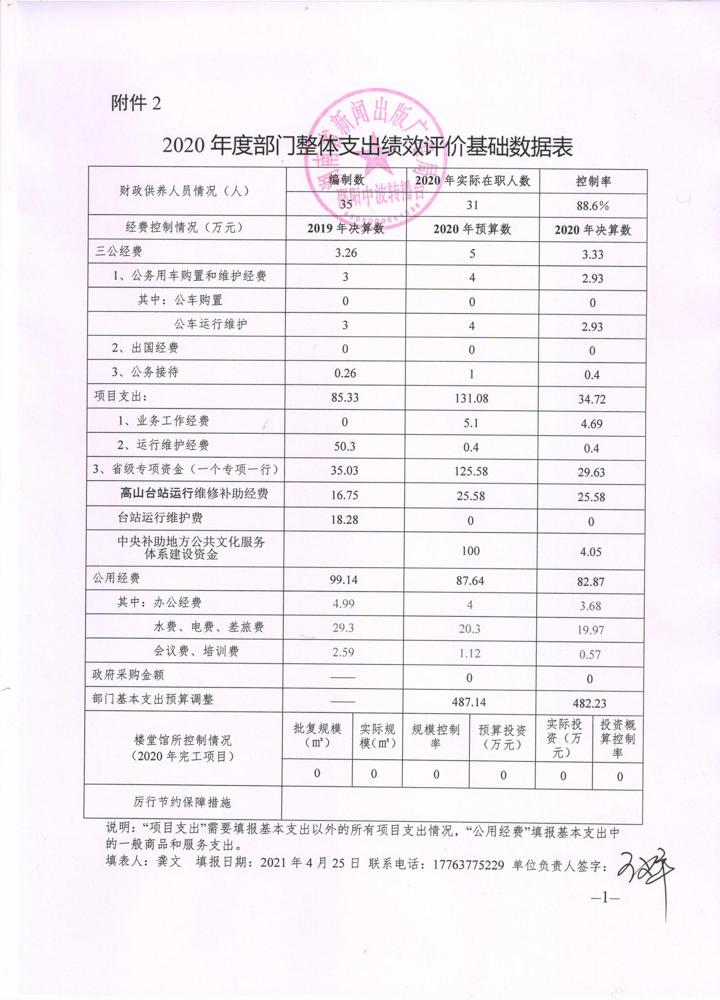 附件 2
湖南省新闻出版广电局
邵阳中波转播台
2020 年度部门整体支出绩效评价基础数据表
财政供养人员情况（人） 编制数 2020 年实际在职人数 控制率
35 31 88.6%
经费控制情况（万元） 2019 年决算数 2020 年预算数 2020 年决算数
三公经费 3.26 5 3.33
1、公务用车购置和维护经费 3 4 2.93
其中：公车购置 0 0 0
公车运行维护 3 4 2.93
2、出国经费 0 0 0
3、公务接待 0.26 1 0.4
项目支出： 85.33 131.08 34.72
1、业务工作经费 0 5.1 4.69
2、运行维护经费 50.3 0.4 0.4
3、省级专项资金（一个专项一行） 35.03 125.58 29.63
高山台站运行维修补助经费 16.75 25.58 25.58
台站运行维护费 18.28 0 0
中央补助地方公共文化服务
体系建设资金 100 4.05
公用经费 99.14 87.64 82.87
其中：办公经费 4.99 4 3.68
水费、电费、差旅费 29.3 20.3 19.97
会议费、培训费 2.59 1.12 0.57
政府采购金额 —— 0 0
部门基本支出预算调整 —— 487.14 482.23
楼堂馆所控制情况
（2020 年完工项目）
批复规模
（㎡）
实际规
模（㎡）
规模控制
率
预算投资
（万元）
实际投
资（万
元）
投资概
算控制
率
0 0 0 0 0 0
厉行节约保障措施
说明：“项目支出”需要填报基本支出以外的所有项目支出情况，“公用经费”填报基本支出中
的一般商品和服务支出。
填表人：龚文 填报日期：2021 年 4 月 25 日 联系电话：17763775229 单位负责人签字：
—1—